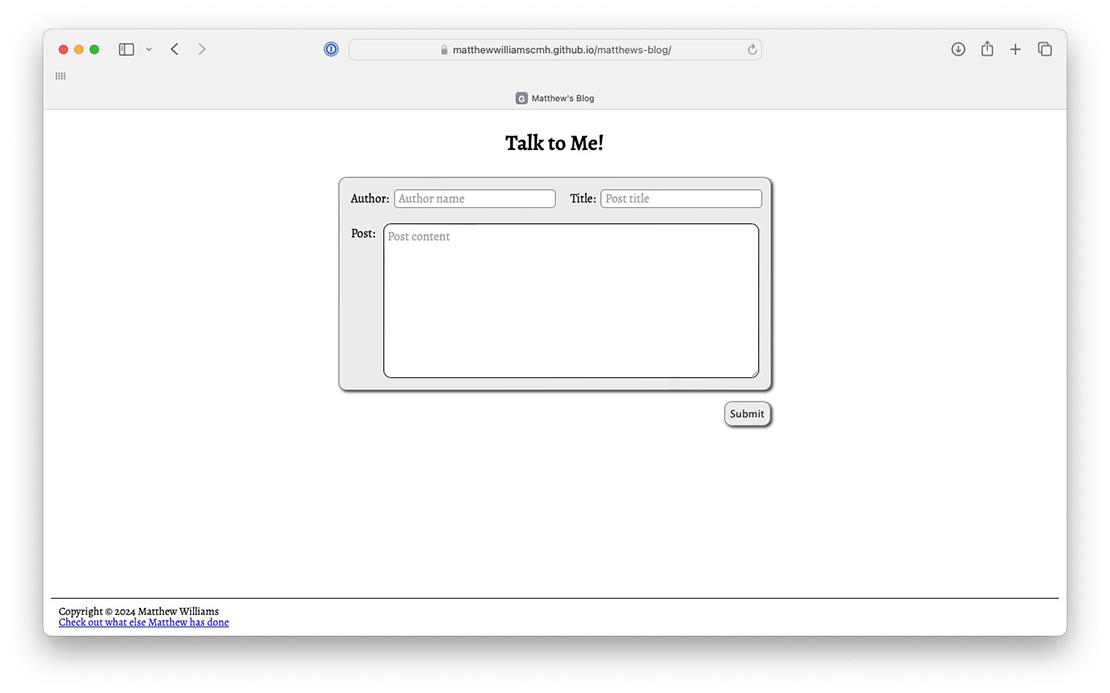 matthewwilliamscmh.github.io/matthews-blog/
G Matthew's Blog
Talk to Me!
Author: Author name Title: Post title
Post: Post content
Submit
Copyright © 2024 Matthew Williams
Check out what else Matthew has done